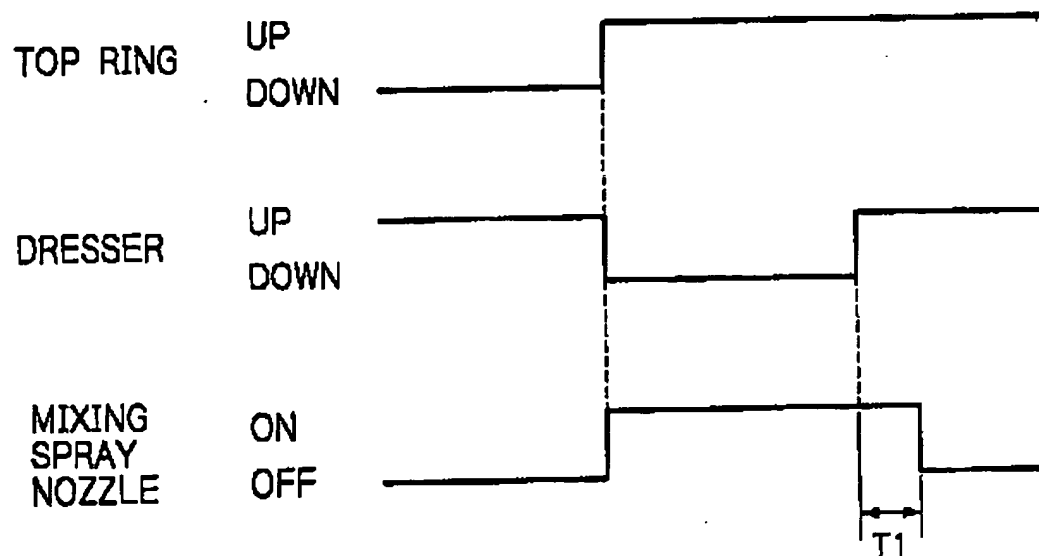 TOP RING
UP
DOWN
DRESSER
UP
DOWN
MIXING
SPRAY
NOZZLE
ON
OFF
T1